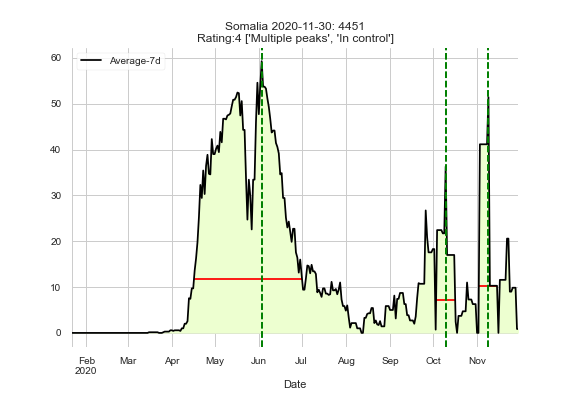 Somalia 2020-11-30: 4451
Rating:4 ['Multiple peaks', 'In control']
Average-7d
60
50
40
30
20
10
0
Feb Mar Apr May Jun Jul Aug Sep Oct Nov
2020
Date